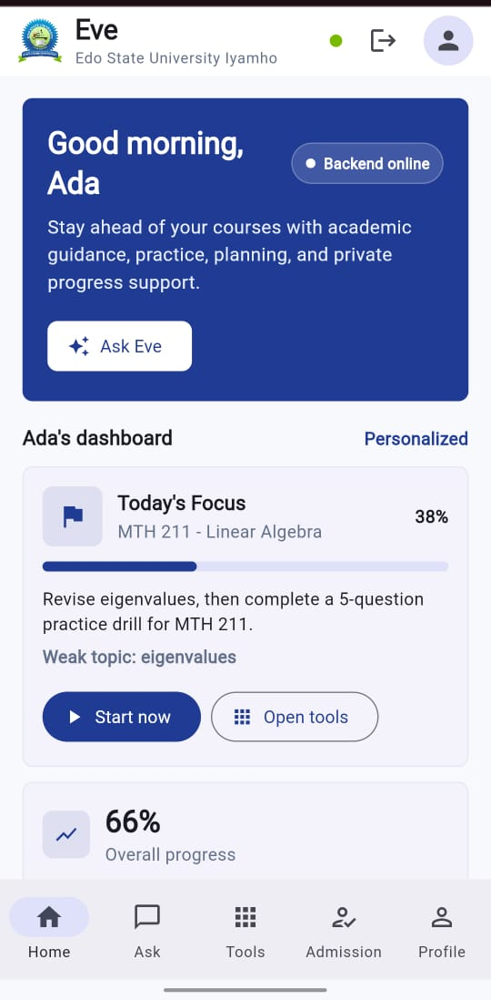 Eve
Edo State University Iyamho
Good morning,
Ada
Backend online
Stay ahead of your courses with academic
guidance, practice, planning, and private
progress support.
Ask Eve
Ada's dashboard
Personalized
Today's Focus
MTH 211 - Linear Algebra
38%
Revise eigenvalues, then complete a 5-question
practice drill for MTH 211.
Weak topic: eigenvalues
Start now
Open tools
66%
Overall progress
Home
Ask
Tools
Admission
Profile